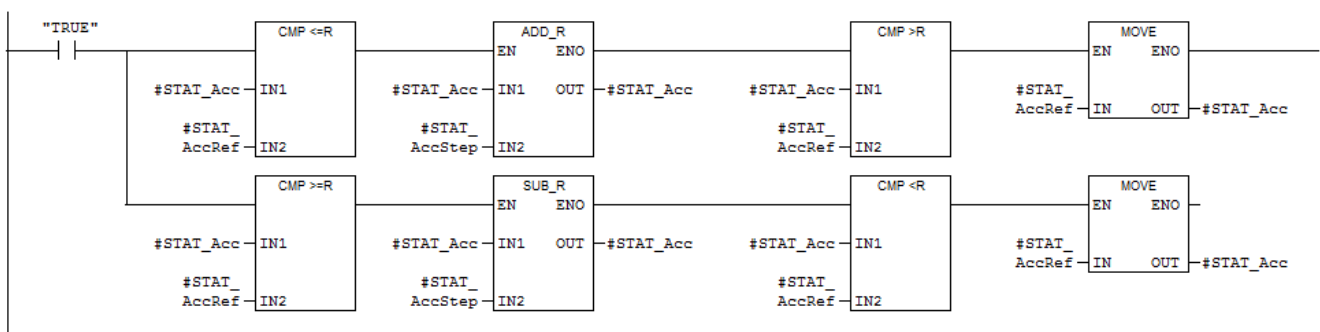 "TRUE"
CMP <=R
ADD_R
CMP >R
MOVE
EN ENO
EN ENO
#STAT_Acc IN1
#STAT_Acc IN1 OUT #STAT_Acc
#STAT_Acc IN1
#STAT_
AccRef IN OUT #STAT_Acc
#STAT_
AccRef IN2
#STAT_
AccStep IN2
#STAT_
AccRef IN2
CMP >=R
SUB_R
CMP <R
MOVE
EN ENO
EN ENO
#STAT_Acc IN1
#STAT_Acc IN1 OUT #STAT_Acc
#STAT_Acc IN1
#STAT_
AccRef IN OUT #STAT_Acc
#STAT_
AccRef IN2
#STAT_
AccStep IN2
#STAT_
AccRef IN2